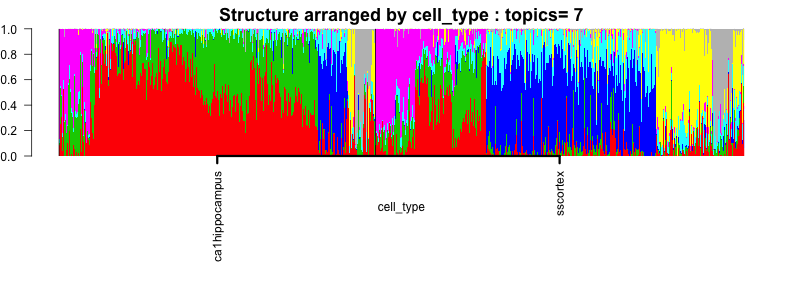 Structure arranged by cell_type : topics= 7
1.0
0.8
0.6
0.4
0.2
0.0
ca1hippocampus
sscortex
cell_type